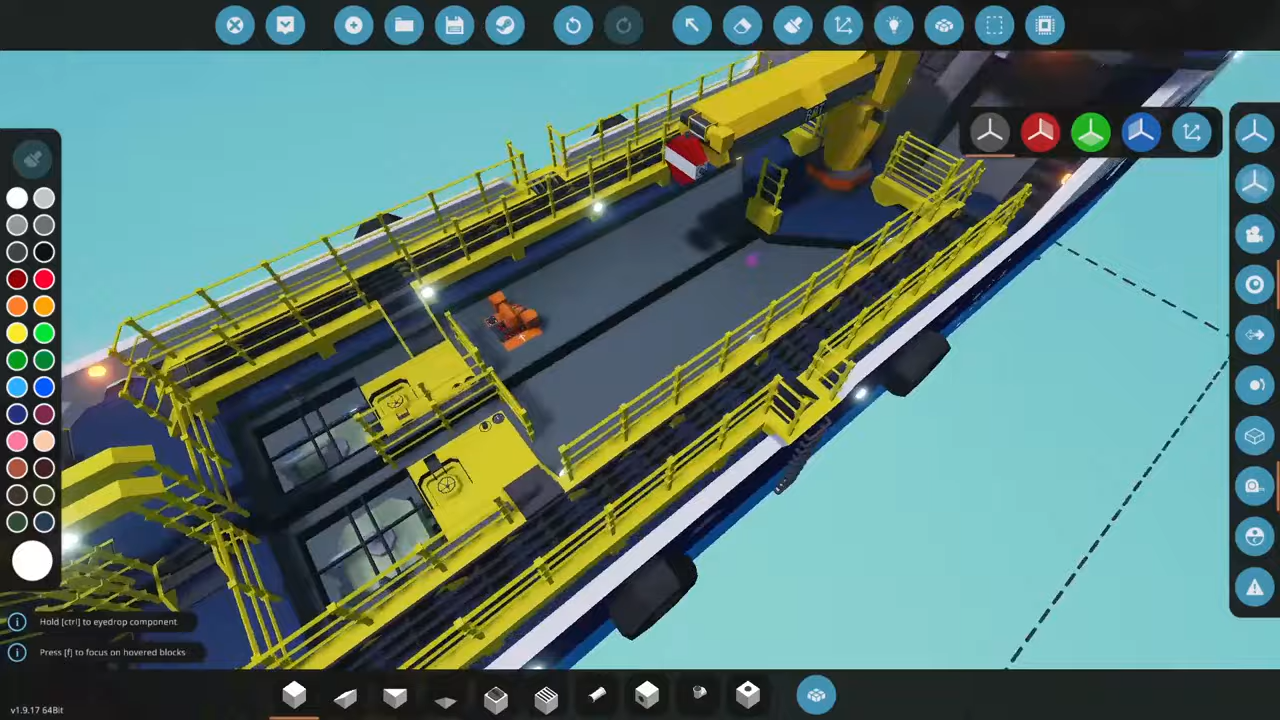 Hold [ctrl] to eyedrop component
Press [f] to focus on hovered blocks
v1.9.17 64Bit